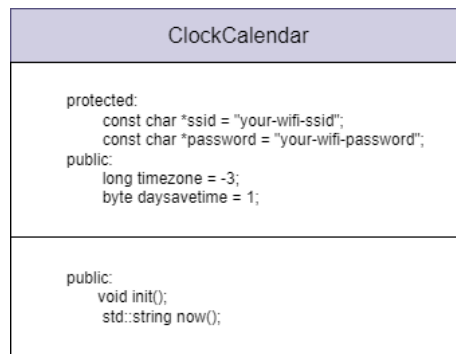 ClockCalendar
protected:
const char *ssid = "your-wifi-ssid";
const char *password = "your-wifi-password";
public:
long timezone = -3;
byte daysavetime = 1;
public:
void init();
std::string now();